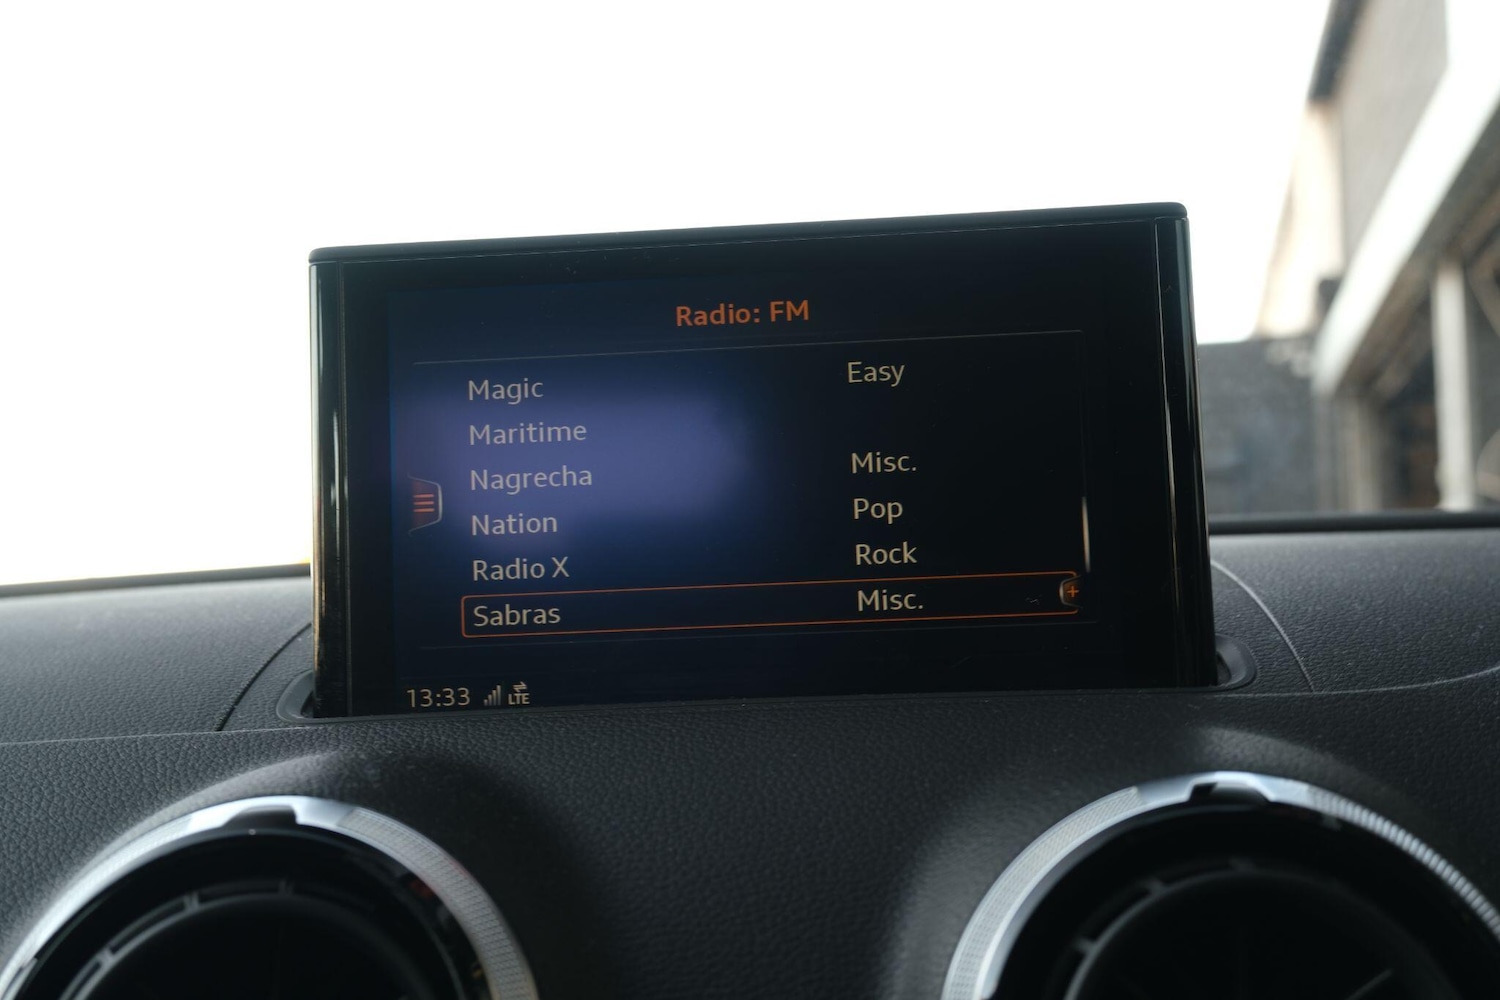 Radio: FM
Magic Easy
Maritime
Nagrecha Misc.
Nation Pop
Radio X Rock
Sabras Misc. +
13:33 LTE